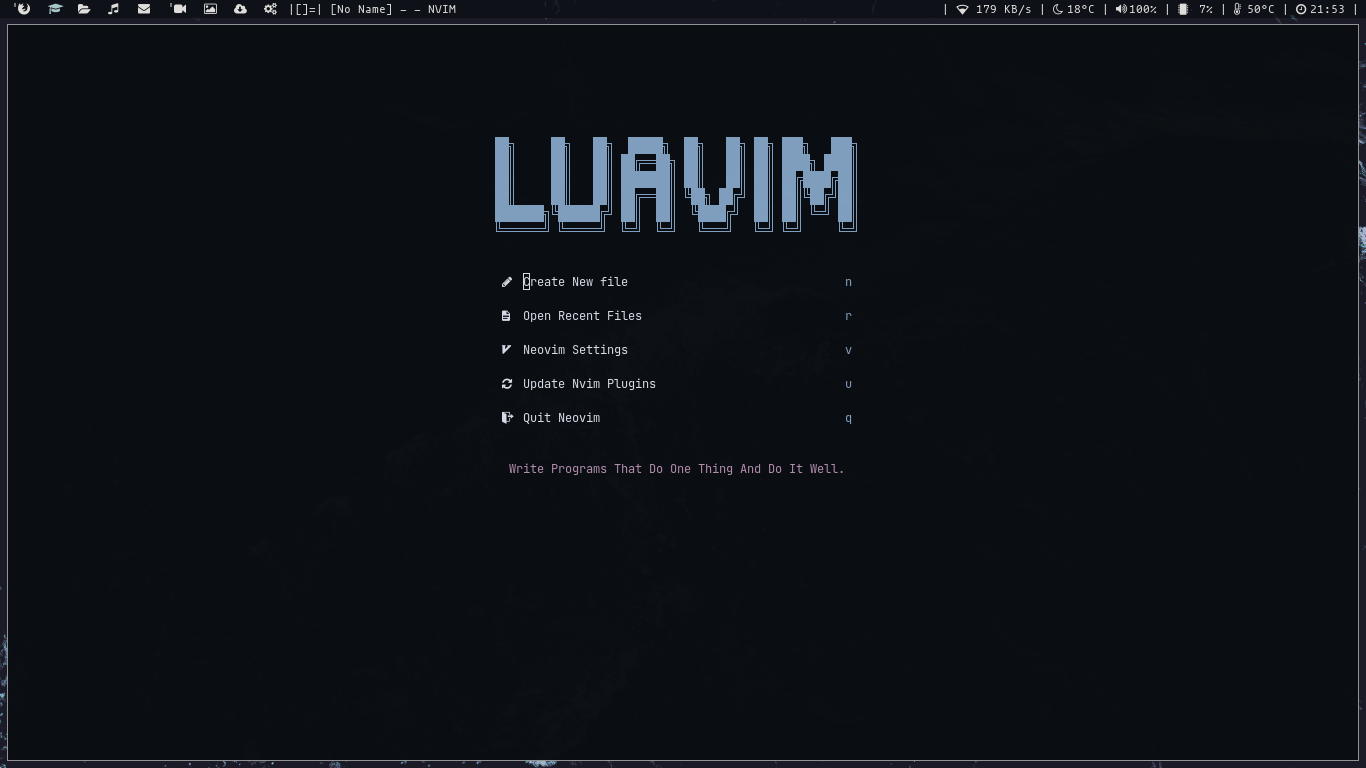 |[]=| [No Name] - - NVIM | 179 KB/s | 18°C | 100% | 7% | 50°C | 21:53 |
LUAVIM
Create New file n
Open Recent Files r
Neovim Settings v
Update Nvim Plugins u
Quit Neovim q
Write Programs That Do One Thing And Do It Well.